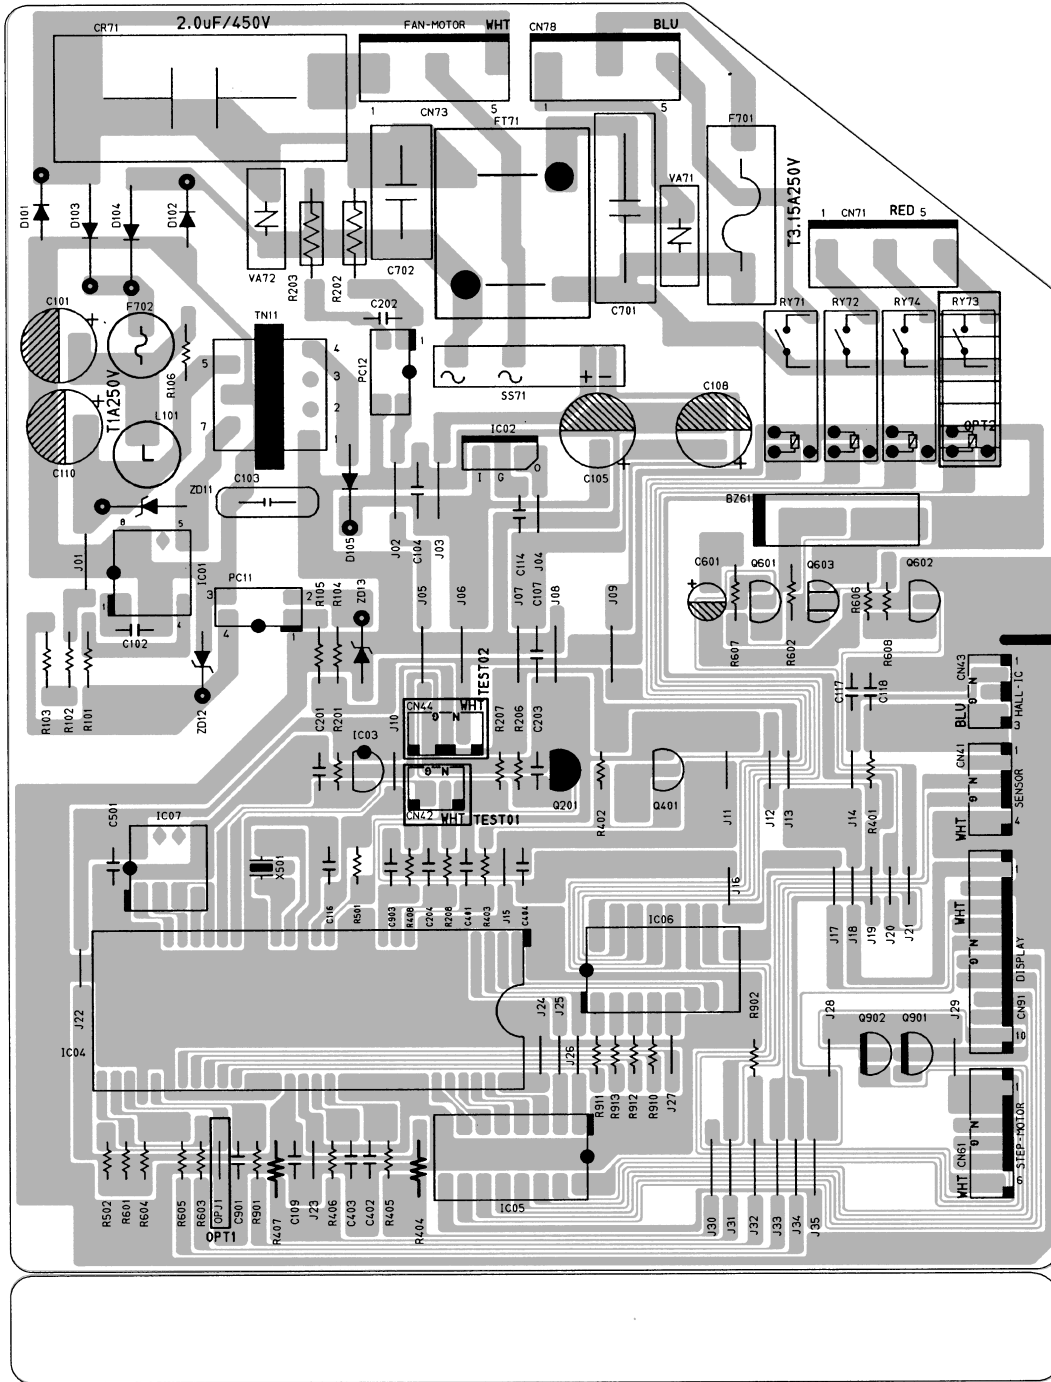 CR71 2.0uF/450V FAN-MOTOR WHT CN78 BLU
1 CN73 5 1 5
FT71 F701
VA71
T3.15A250V
D101 D103 D104 D102
VA72 R203 R202 C702 C701
1 CN71 RED 5
C101 F702 TN11 C202
RY71 RY72 RY74 RY73
+
R106 5 4 3 PC12 1
T1A250V
SS71 + −
C108
L101 7 2 1
IC02
OPT2
C110 ZD11 C103 I G O C105 + +
BZ61
8 5
D105 J02 C104 J03 C114 J04
J01 IC01 PC11 3 2 R105 R104 ZD13 J05 J06 J07 C107 J08 J09
C601 Q601 Q603 Q602
+
1 4 4 1
C102
R607 R602 R606 R608
R103 R102 R101 ZD12
C201 R201 J10 CN44 WHT TEST02 R207 R206 C203
N G
C117 C118
BLU CN43 N G 1 3 HALL-IC
IC03
CN42 N G WHT TEST01
Q201 R402 Q401 J11 J12 J13 J14 R401
WHT CN41 N G 1 4 SENSOR
C501 IC07 X501
C116 R501 C903 R408 C204 R208 C401 R403 J15 C404
J16
IC06
J17 J18 J19 J20 J21
WHT N G CN91 1 10 DISPLAY
J22 IC04
J24 J25 J26
R902 J28 Q902 Q901 J29
R911 R913 R912 R910 J27
WHT CN61 N G 1 6 STEP-MOTOR
R502 R601 R604 R605 R603 OPJ1 C901 R901 R407 C109 J23 R406 C403 C402 R405 R404
OPT1
IC05
J30 J31 J32 J33 J34 J35